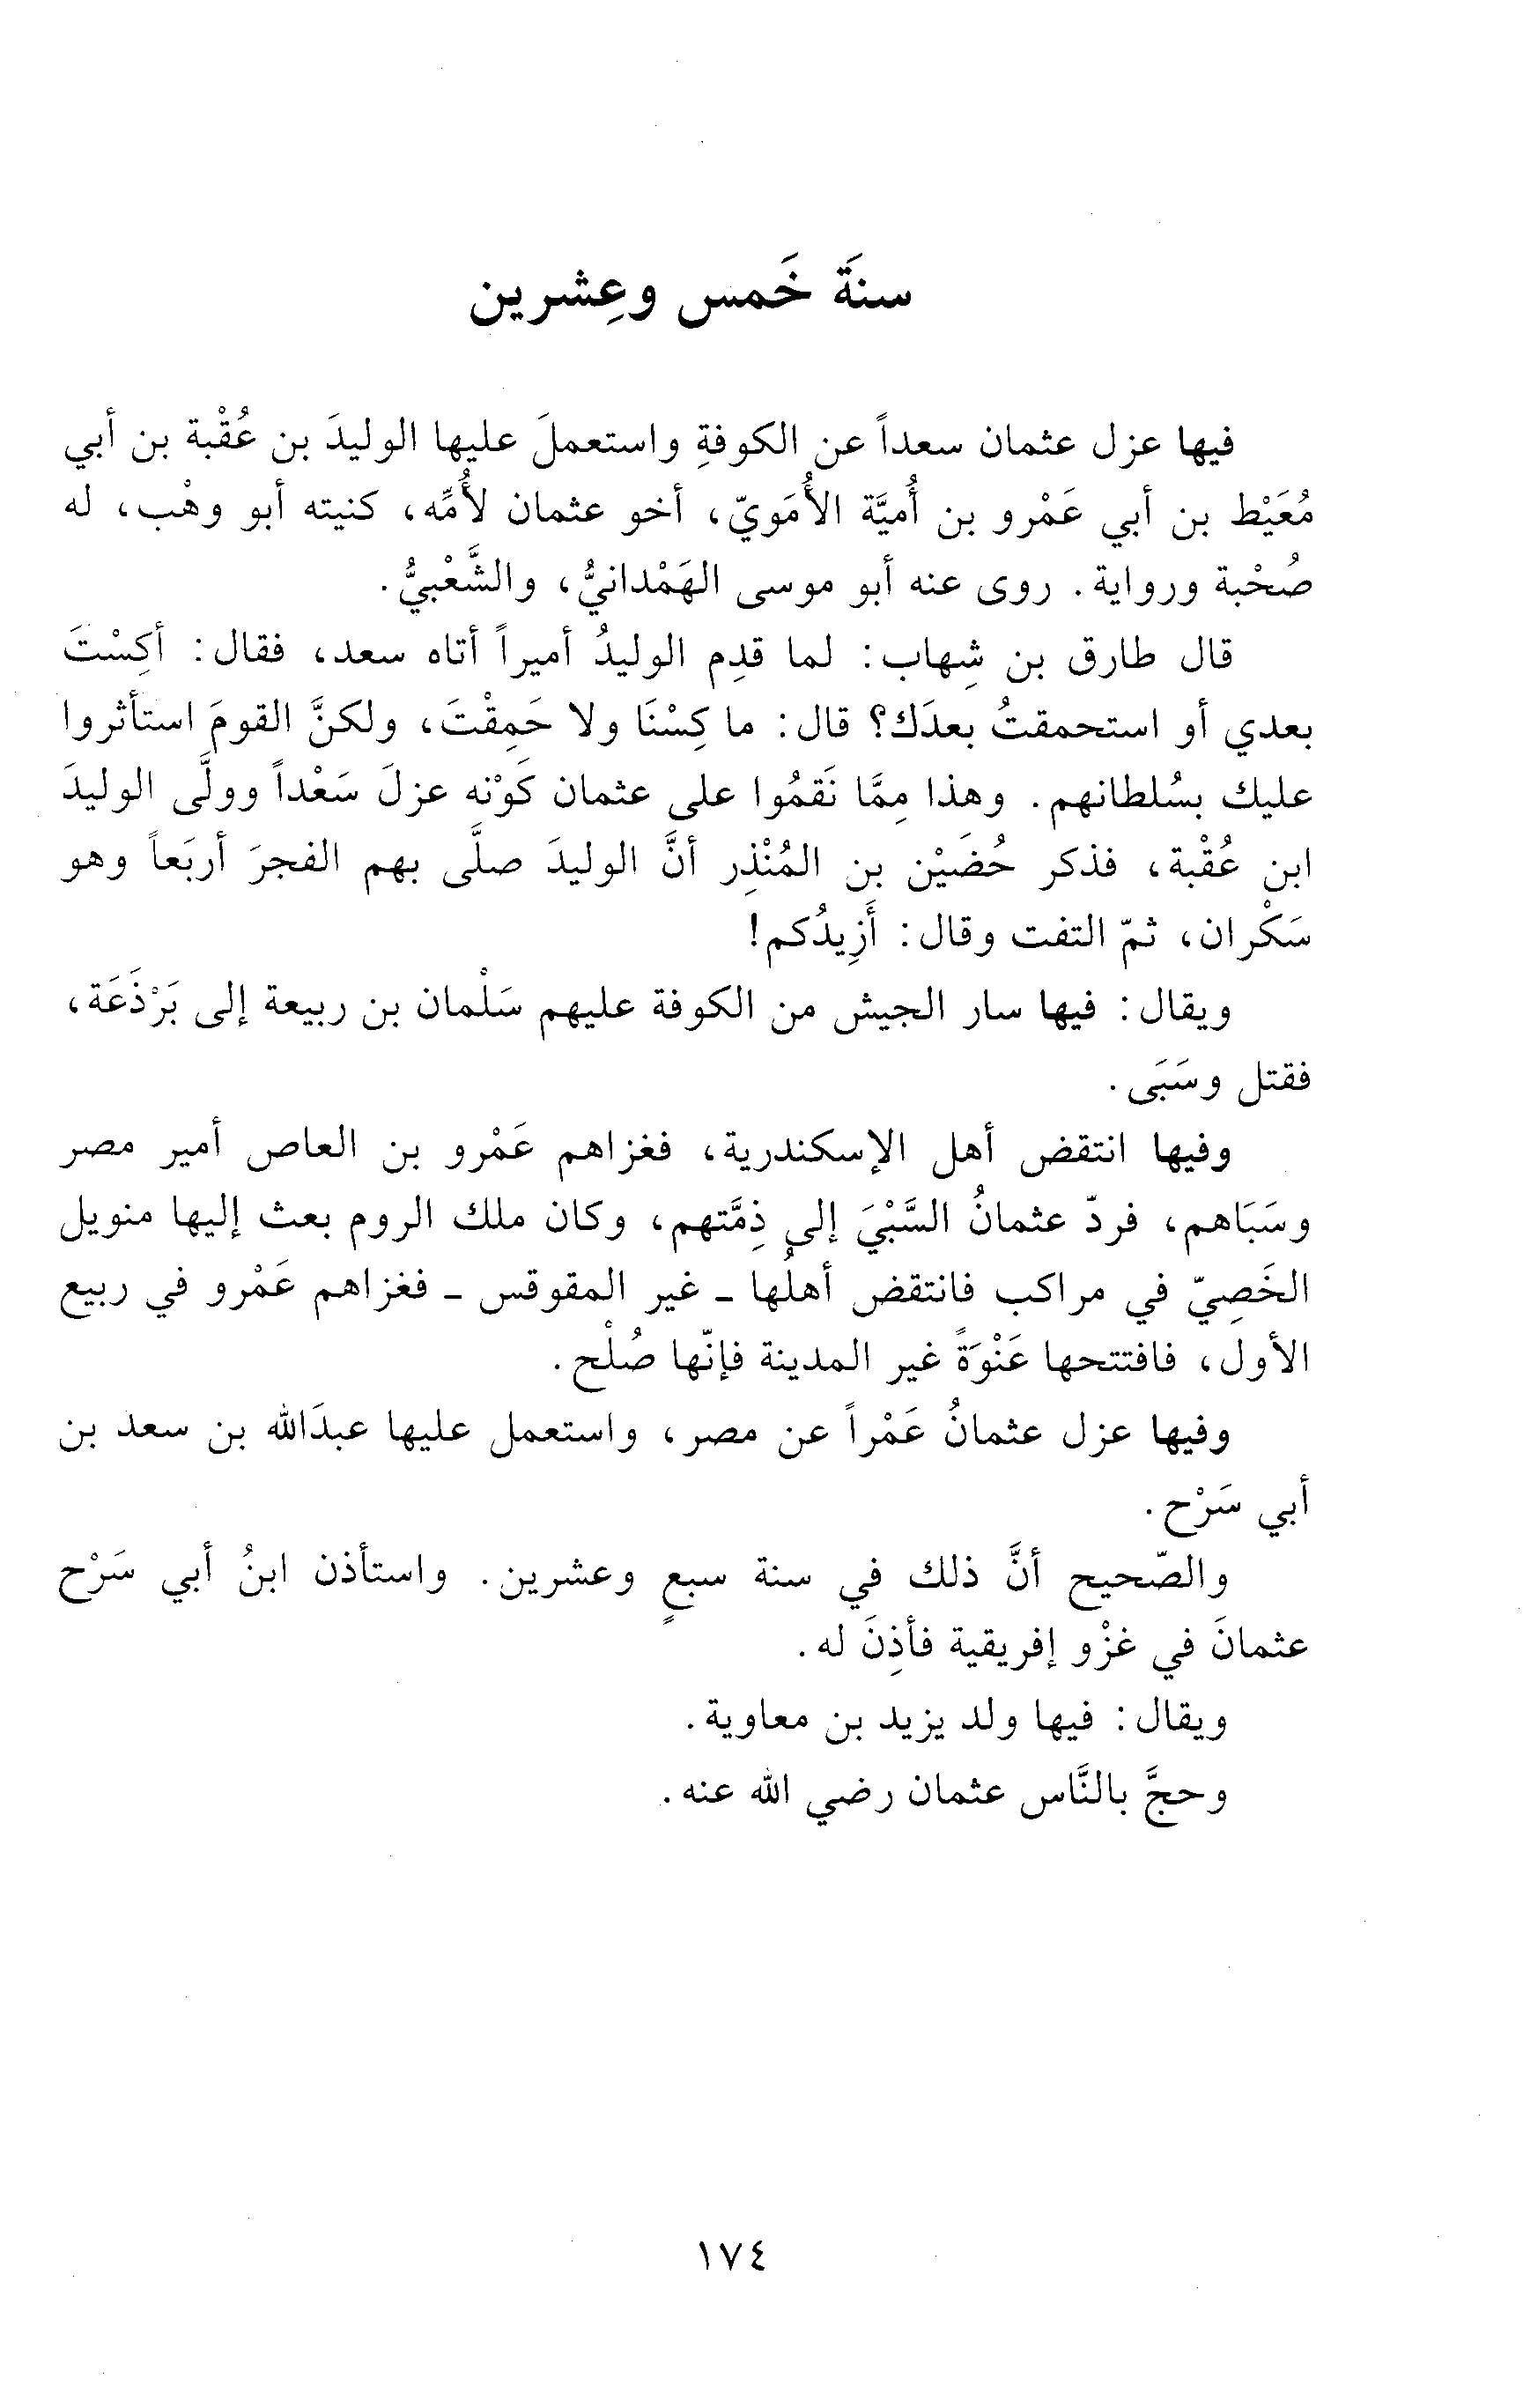 سنَة خَمس وعِشرين
فيها عزل عثمان سعداً عن الكوفةِ واستعملَ عليها الوليدَ بن عُقْبة بن أبي
مُعَيْط بن أبي عَمْرو بن أُميَّة الأُمَويّ، أخو عثمان لأُمِّه، كنيته أبو وهْب، له
صُحْبة ورواية. روى عنه أبو موسى الهَمْدانيُّ، والشَّعْبيُّ.
قال طارق بن شِهاب: لما قدِم الوليدُ أميراً أتاه سعد، فقال: أكِسْتَ
بعدي أو استحمقتُ بعدَك؟ قال: ما كِسْنَا ولا حَمِقْتَ، ولكنَّ القومَ استأثروا
عليك بسُلطانهم. وهذا مِمَّا نَقمُوا على عثمان كَوْنه عزلَ سَعْداً وولَّى الوليدَ
ابن عُقْبة، فذكر حُضَيْن بن المُنْذِر أنَّ الوليدَ صلَّى بهم الفجرَ أربَعاً وهو
سَكْران، ثمّ التفت وقال: أَزِيدُكم!
ويقال: فيها سار الجيش من الكوفة عليهم سَلْمان بن ربيعة إلى بَرْذَعَة،
فقتل وسَبَى.
وفيها انتقض أهل الإسكندرية، فغزاهم عَمْرو بن العاص أمير مصر
وسَبَاهم، فردّ عثمانُ السَّبْيَ إلى ذِمَّتهم، وكان ملك الروم بعث إليها منويل
الخَصِيّ في مراكب فانتقض أهلُها ـ غير المقوقس ـ فغزاهم عَمْرو في ربيع
الأول، فافتتحها عَنْوَةً غير المدينة فإنّها صُلْح.
وفيها عزل عثمانُ عَمْراً عن مصر، واستعمل عليها عبدَالله بن سعد بن
أبي سَرْح.
والصّحيح أنَّ ذلك في سنة سبعٍ وعشرين. واستأذن ابنُ أبي سَرْح
عثمانَ في غزْو إفريقية فأذِنَ له.
ويقال: فيها ولد يزيد بن معاوية.
وحجَّ بالنَّاس عثمان رضي الله عنه.
١٧٤